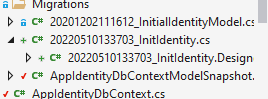 Migrations
C# 20201202111612_InitialIdentityModel.cs
C# 20220510133703_InitIdentity.cs
C# 20220510133703_InitIdentity.Design
C# AppIdentityDbContextModelSnapshot.
C# AppIdentityDbContext.cs